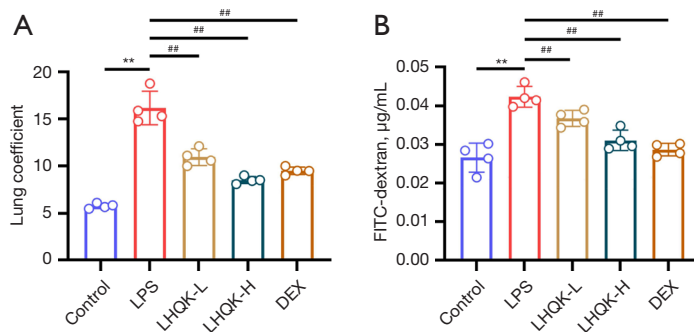 A
##
##
##
**
Lung coefficient
20
15
10
5
0
Control
LPS
LHQK-L
LHQK-H
DEX
B
##
##
##
**
FITC-dextran, µg/mL
0.05
0.04
0.03
0.02
0.01
0.00
Control
LPS
LHQK-L
LHQK-H
DEX